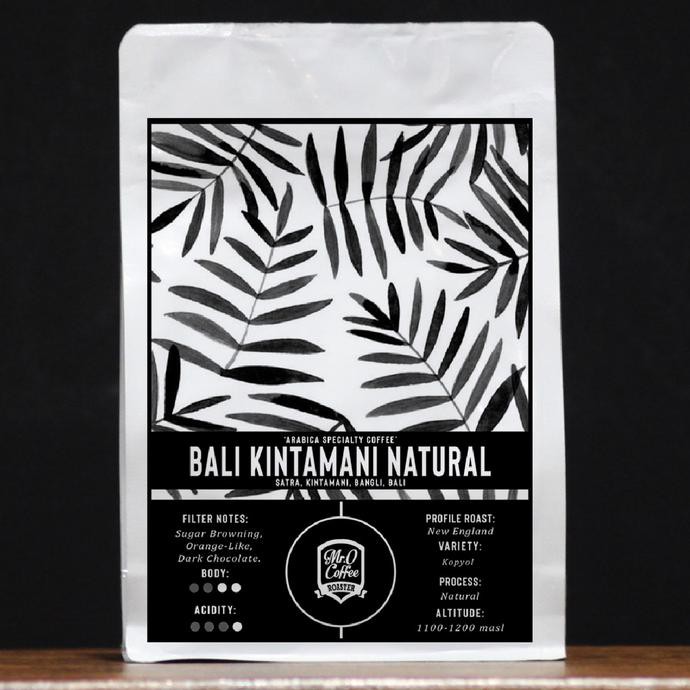 'ARABICA SPECIALTY COFFEE'
BALI KINTAMANI NATURAL
SATRA, KINTAMANI, BANGLI, BALI
FILTER NOTES:
Sugar Browning,
Orange-Like,
Dark Chocolate.
BODY:
ACIDITY:
Mr.O
Coffee
ROASTER
PROFILE ROAST:
New England
VARIETY:
Kopyol
PROCESS:
Natural
ALTITUDE:
1100-1200 masl